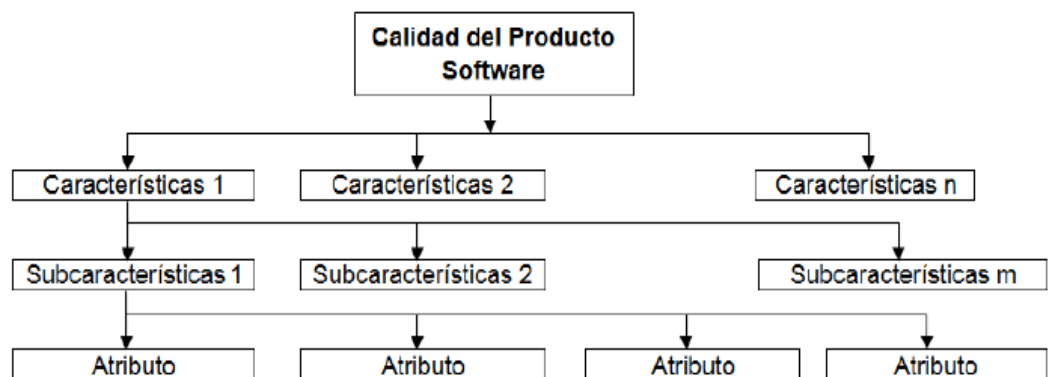 Calidad del Producto
Software
Características 1
Características 2
Características n
Subcaracterísticas 1
Subcaracterísticas 2
Subcaracterísticas m
Atributo
Atributo
Atributo
Atributo